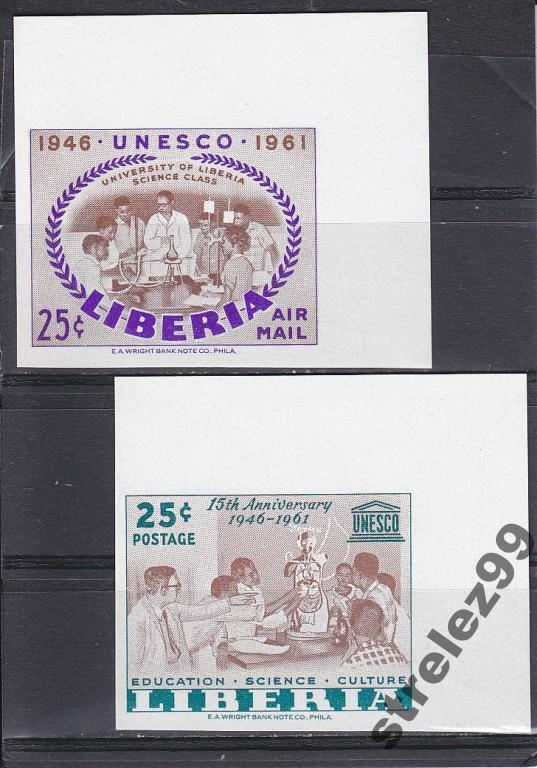 1946 · UNESCO · 1961
UNIVERSITY OF LIBERIA
SCIENCE CLASS
LIBERIA
25¢
AIR
MAIL
E.A. WRIGHT BANK NOTE CO., PHILA.
25¢
POSTAGE
15th Anniversary
1946-1961
UNESCO
EDUCATION · SCIENCE · CULTURE
LIBERIA
E.A. WRIGHT BANK NOTE CO., PHILA.
strelez99